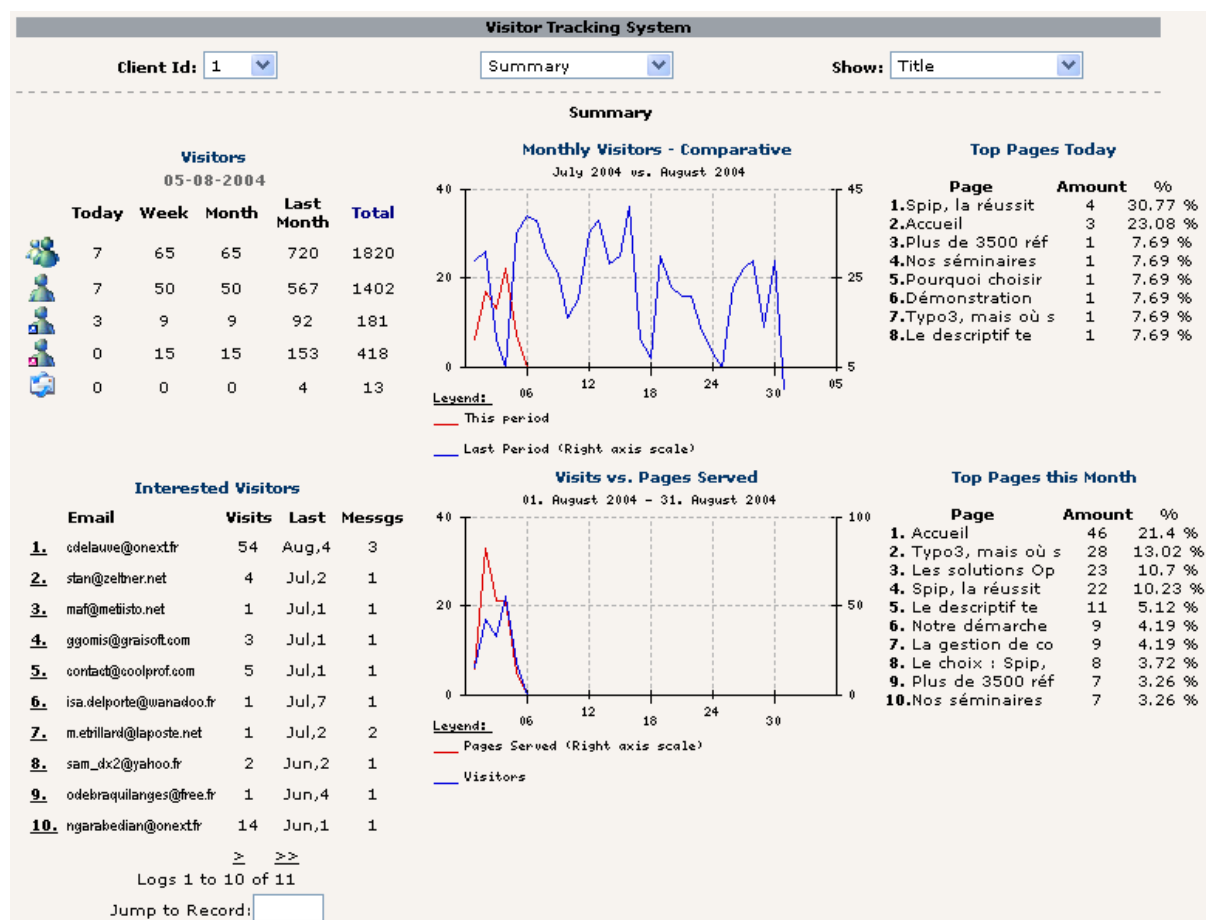 Visitor Tracking System
Client Id: 1 Summary Show: Title
Summary
Visitors
05-08-2004
Today Week Month Last Month Total
7 65 65 720 1820
7 50 50 567 1402
3 9 9 92 181
0 15 15 153 418
0 0 0 4 13
Monthly Visitors - Comparative
July 2004 vs. August 2004
40 45
20 25
0 5
06 12 18 24 30 05
Legend:
This period
Last Period (Right axis scale)
Top Pages Today
Page Amount %
1.Spip, la réussit 4 30.77 %
2.Accueil 3 23.08 %
3.Plus de 3500 réf 1 7.69 %
4.Nos séminaires 1 7.69 %
5.Pourquoi choisir 1 7.69 %
6.Démonstration 1 7.69 %
7.Typo3, mais où s 1 7.69 %
8.Le descriptif te 1 7.69 %
Interested Visitors
Email Visits Last Messgs
1. cdelauwe@onext.fr 54 Aug,4 3
2. stan@zeltner.net 4 Jul,2 1
3. maf@metiisto.net 1 Jul,1 1
4. ggomis@graisoft.com 3 Jul,1 1
5. contact@coolprof.com 5 Jul,1 1
6. isa.delporte@wanadoo.fr 1 Jul,7 1
7. m.etrillard@laposte.net 1 Jul,2 2
8. sam_dx2@yahoo.fr 2 Jun,2 1
9. odebraquilanges@free.fr 1 Jun,4 1
10. ngarabedian@onext.fr 14 Jun,1 1
> >>
Logs 1 to 10 of 11
Jump to Record:
Visits vs. Pages Served
01. August 2004 - 31. August 2004
40 100
20 50
0 0
06 12 18 24 30
Legend:
Pages Served (Right axis scale)
Visitors
Top Pages this Month
Page Amount %
1. Accueil 46 21.4 %
2. Typo3, mais où s 28 13.02 %
3. Les solutions Op 23 10.7 %
4. Spip, la réussit 22 10.23 %
5. Le descriptif te 11 5.12 %
6. Notre démarche 9 4.19 %
7. La gestion de co 9 4.19 %
8. Le choix : Spip, 8 3.72 %
9. Plus de 3500 réf 7 3.26 %
10.Nos séminaires 7 3.26 %